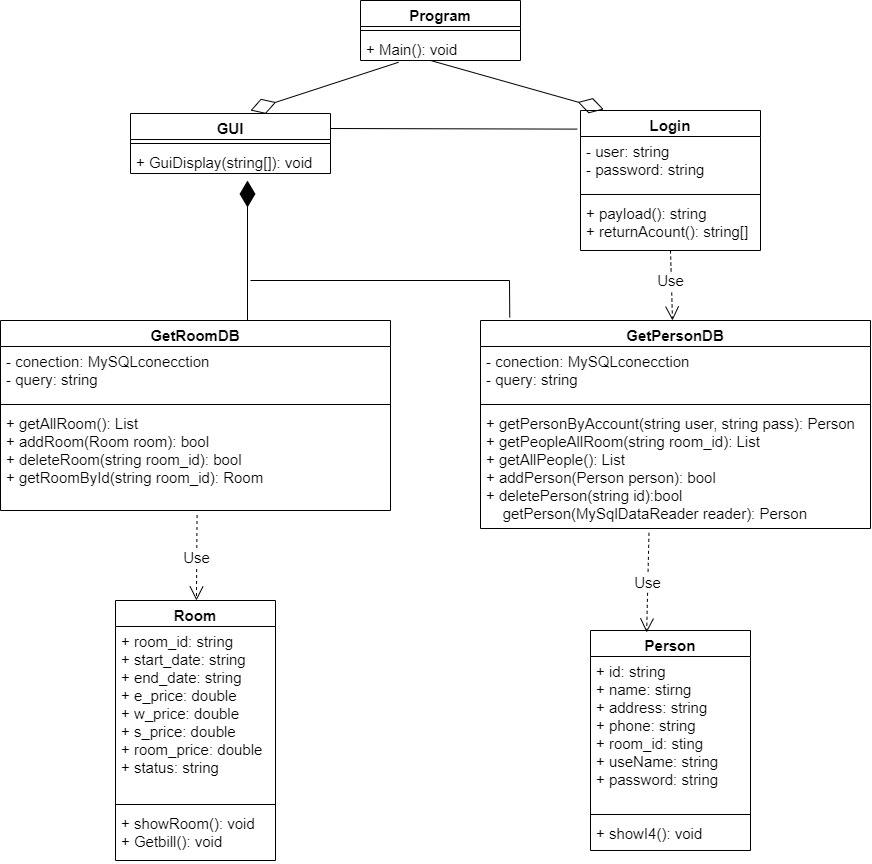 Program
+ Main(): void
GUI
+ GuiDisplay(string[]): void
Login
- user: string
- password: string
+ payload(): string
+ returnAcount(): string[]
Use
GetRoomDB
- conection: MySQLconecction
- query: string
+ getAllRoom(): List
+ addRoom(Room room): bool
+ deleteRoom(string room_id): bool
+ getRoomById(string room_id): Room
GetPersonDB
- conection: MySQLconecction
- query: string
+ getPersonByAccount(string user, string pass): Person
+ getPeopleAllRoom(string room_id): List
+ getAllPeople(): List
+ addPerson(Person person): bool
+ deletePerson(string id):bool
getPerson(MySqlDataReader reader): Person
Use
Use
Room
+ room_id: string
+ start_date: string
+ end_date: string
+ e_price: double
+ w_price: double
+ s_price: double
+ room_price: double
+ status: string
+ showRoom(): void
+ Getbill(): void
Person
+ id: string
+ name: stirng
+ address: string
+ phone: string
+ room_id: sting
+ useName: string
+ password: string
+ showI4(): void